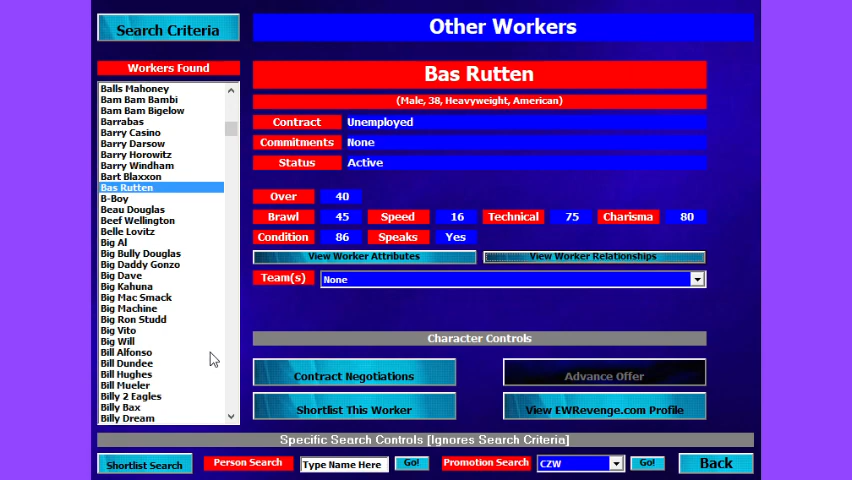 Search Criteria
Other Workers
Workers Found
Balls Mahoney
Bam Bam Bambi
Bam Bam Bigelow
Barrabas
Barry Casino
Barry Darsow
Barry Horowitz
Barry Windham
Bart Blaxxon
Bas Rutten
B-Boy
Beau Douglas
Beef Wellington
Belle Lovitz
Big Al
Big Bully Douglas
Big Daddy Gonzo
Big Dave
Big Kahuna
Big Mac Smack
Big Machine
Big Ron Studd
Big Vito
Big Will
Bill Alfonso
Bill Dundee
Bill Hughes
Bill Mueler
Billy 2 Eagles
Billy Bax
Billy Dream
Bas Rutten
(Male, 38, Heavyweight, American)
Contract Unemployed
Commitments None
Status Active
Over 40
Brawl 45 Speed 16 Technical 75 Charisma 80
Condition 86 Speaks Yes
View Worker Attributes View Worker Relationships
Team(s) None
Character Controls
Contract Negotiations Advance Offer
Shortlist This Worker View EWRevenge.com Profile
Specific Search Controls [Ignores Search Criteria]
Shortlist Search Person Search Type Name Here Go! Promotion Search CZW Go! Back